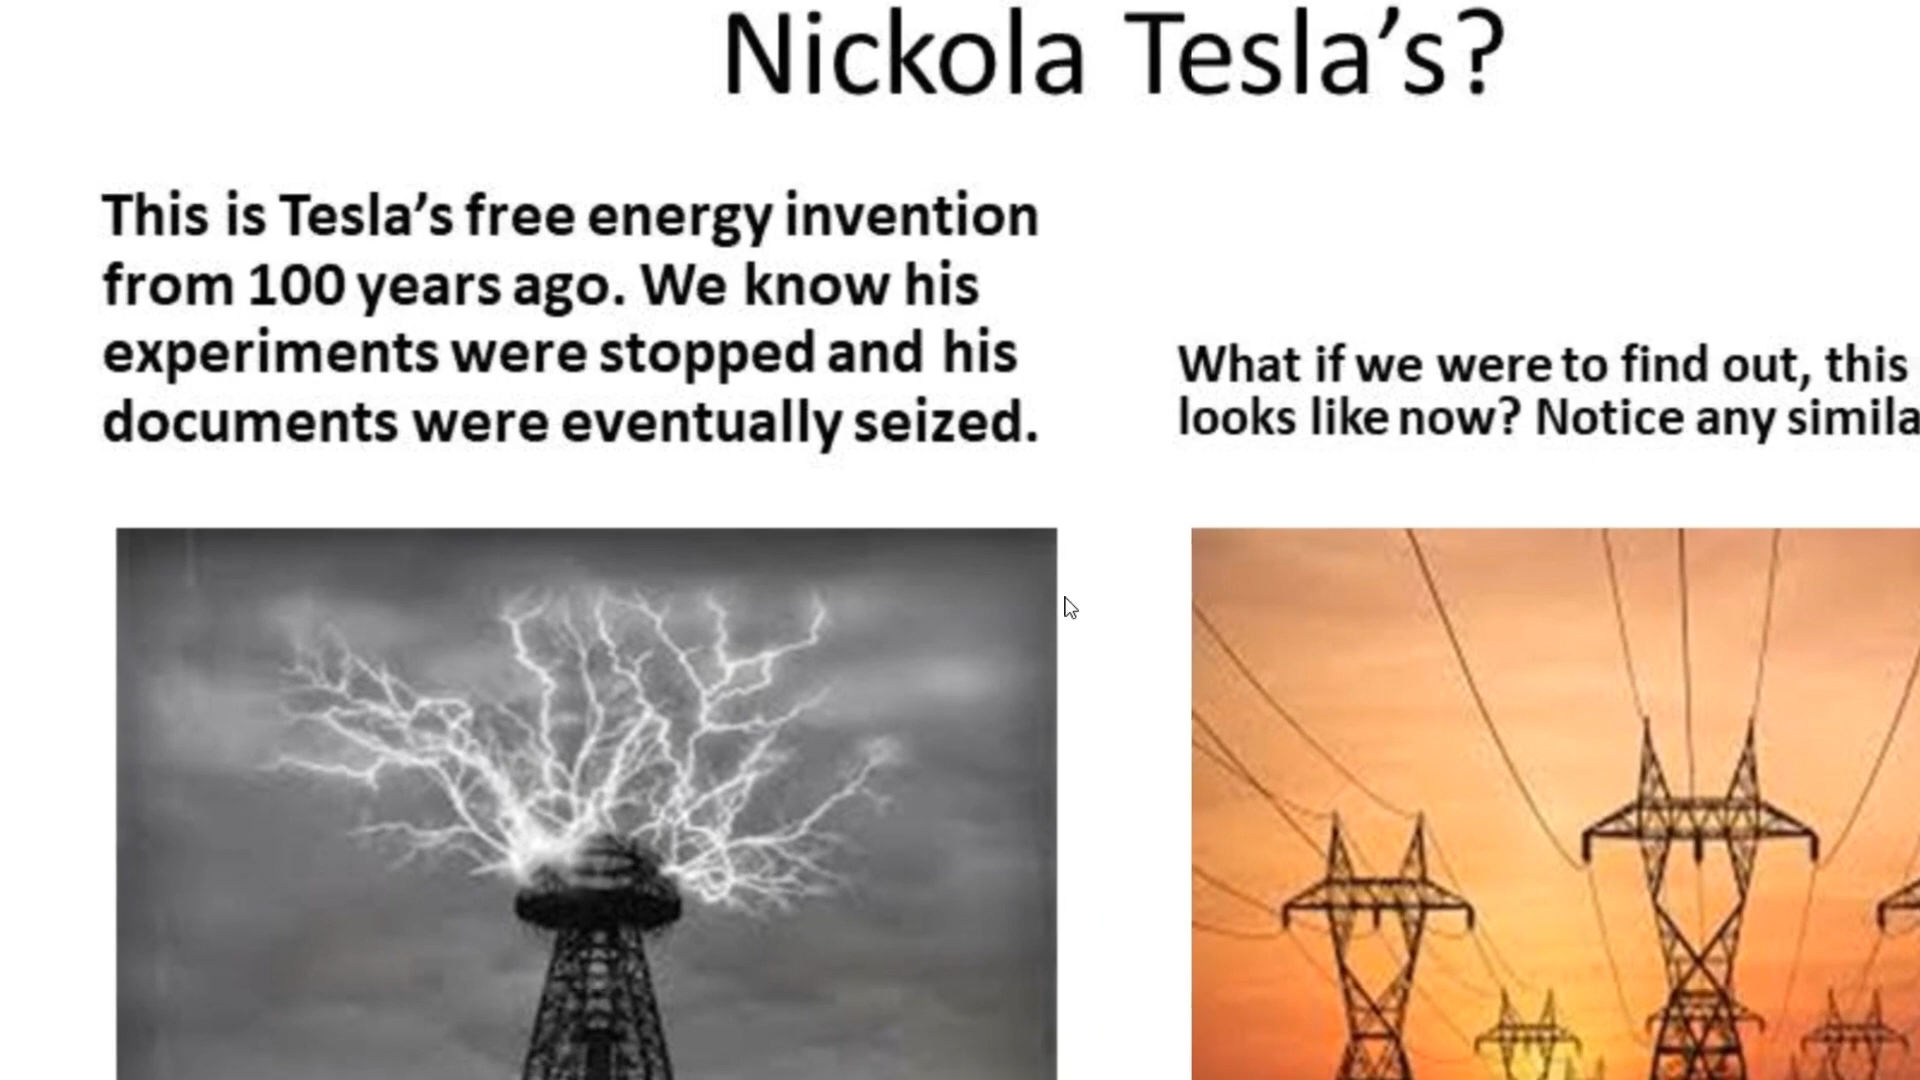 Nickola Tesla’s?
This is Tesla’s free energy invention
from 100 years ago. We know his
experiments were stopped and his
documents were eventually seized.
What if we were to find out, this
looks like now? Notice any